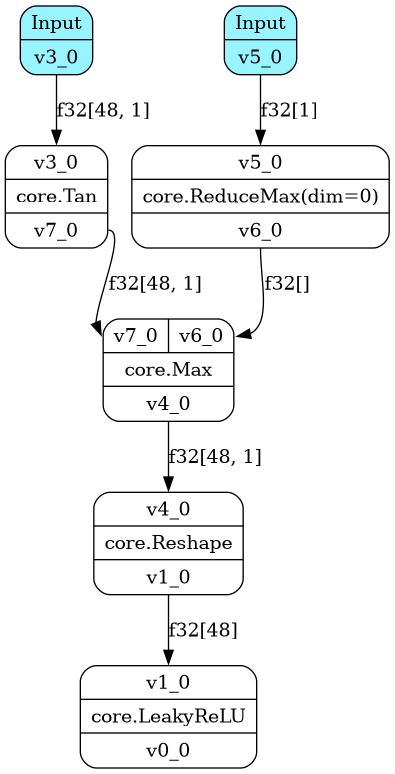 Input
v3_0
Input
v5_0
f32[48, 1]
f32[1]
v3_0
core.Tan
v7_0
v5_0
core.ReduceMax(dim=0)
v6_0
f32[48, 1]
f32[]
v7_0 v6_0
core.Max
v4_0
f32[48, 1]
v4_0
core.Reshape
v1_0
f32[48]
v1_0
core.LeakyReLU
v0_0